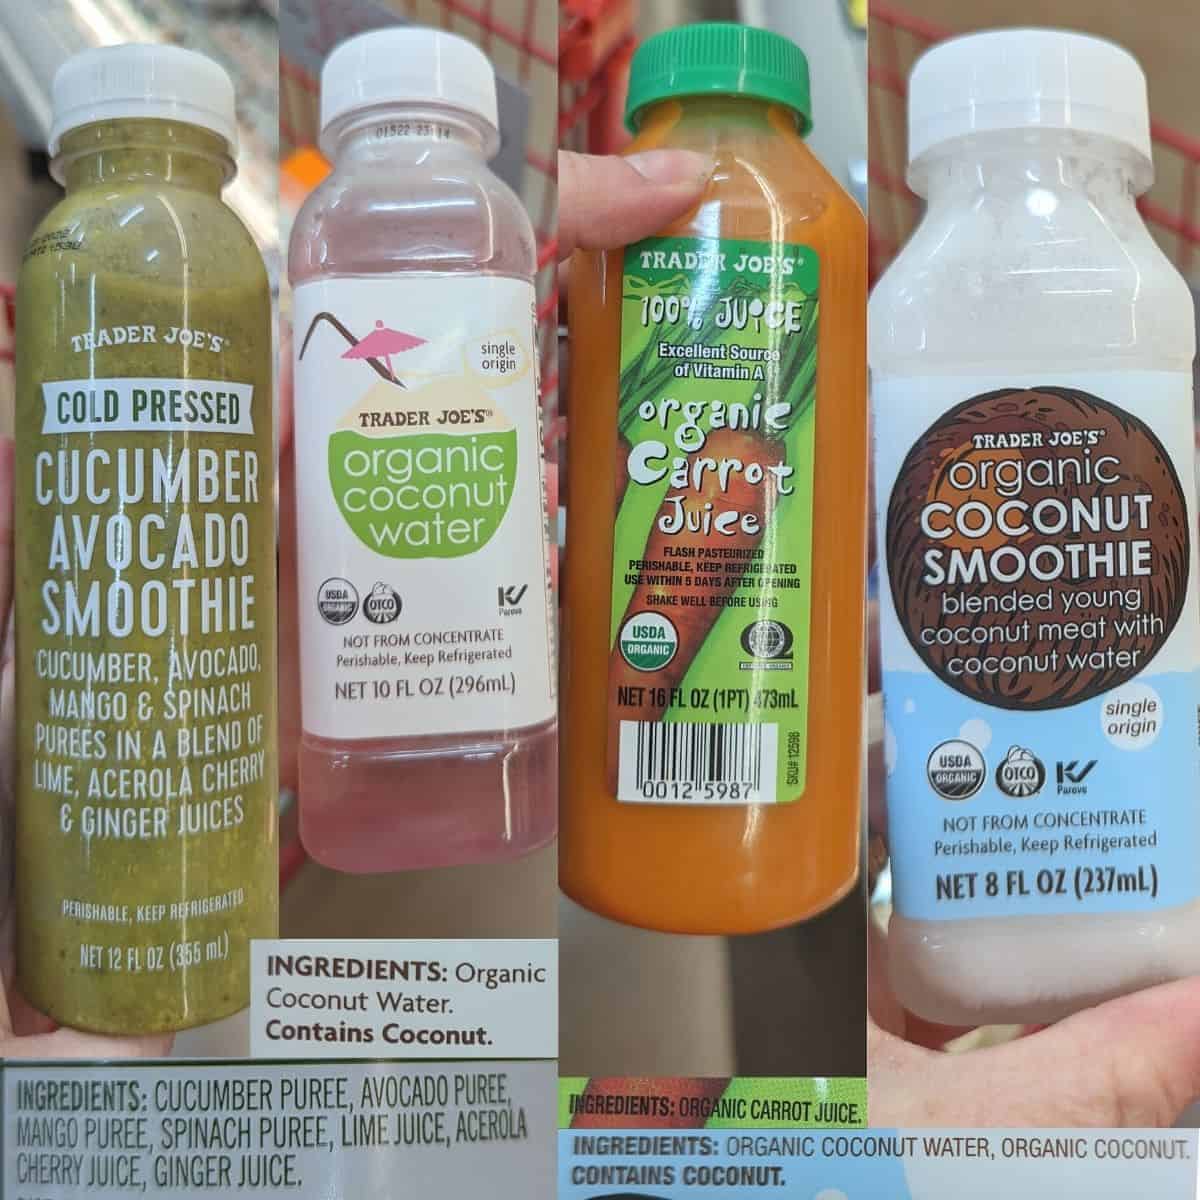 TRADER JOE'S®
COLD PRESSED
CUCUMBER
AVOCADO
SMOOTHIE
CUCUMBER, AVOCADO,
MANGO & SPINACH
PURÉES IN A BLEND OF
LIME, ACEROLA CHERRY
& GINGER JUICES
PERISHABLE, KEEP REFRIGERATED
NET 12 FL OZ (355 mL)
INGREDIENTS: CUCUMBER PUREE, AVOCADO PUREE,
MANGO PUREE, SPINACH PUREE, LIME JUICE, ACEROLA
CHERRY JUICE, GINGER JUICE.
single
origin
TRADER JOE'S®
organic
coconut
water
USDA
ORGANIC
OTCO
KV
Pareve
NOT FROM CONCENTRATE
Perishable, Keep Refrigerated
NET 10 FL OZ (296mL)
INGREDIENTS: Organic
Coconut Water.
Contains Coconut.
TRADER JOE'S®
100% JUICE
Excellent Source
of Vitamin A
organic
Carrot
Juice
FLASH PASTEURIZED
PERISHABLE, KEEP REFRIGERATED
USE WITHIN 5 DAYS AFTER OPENING
SHAKE WELL BEFORE USING
USDA
ORGANIC
NET 16 FL OZ (1PT) 473mL
0012 5987
SKU# 12598
INGREDIENTS: ORGANIC CARROT JUICE.
TRADER JOE'S®
organic
COCONUT
SMOOTHIE
blended young
coconut meat with
coconut water
single
origin
USDA
ORGANIC
OTCO
KV
Pareve
NOT FROM CONCENTRATE
Perishable, Keep Refrigerated
NET 8 FL OZ (237mL)
INGREDIENTS: ORGANIC COCONUT WATER, ORGANIC COCONUT.
CONTAINS COCONUT.